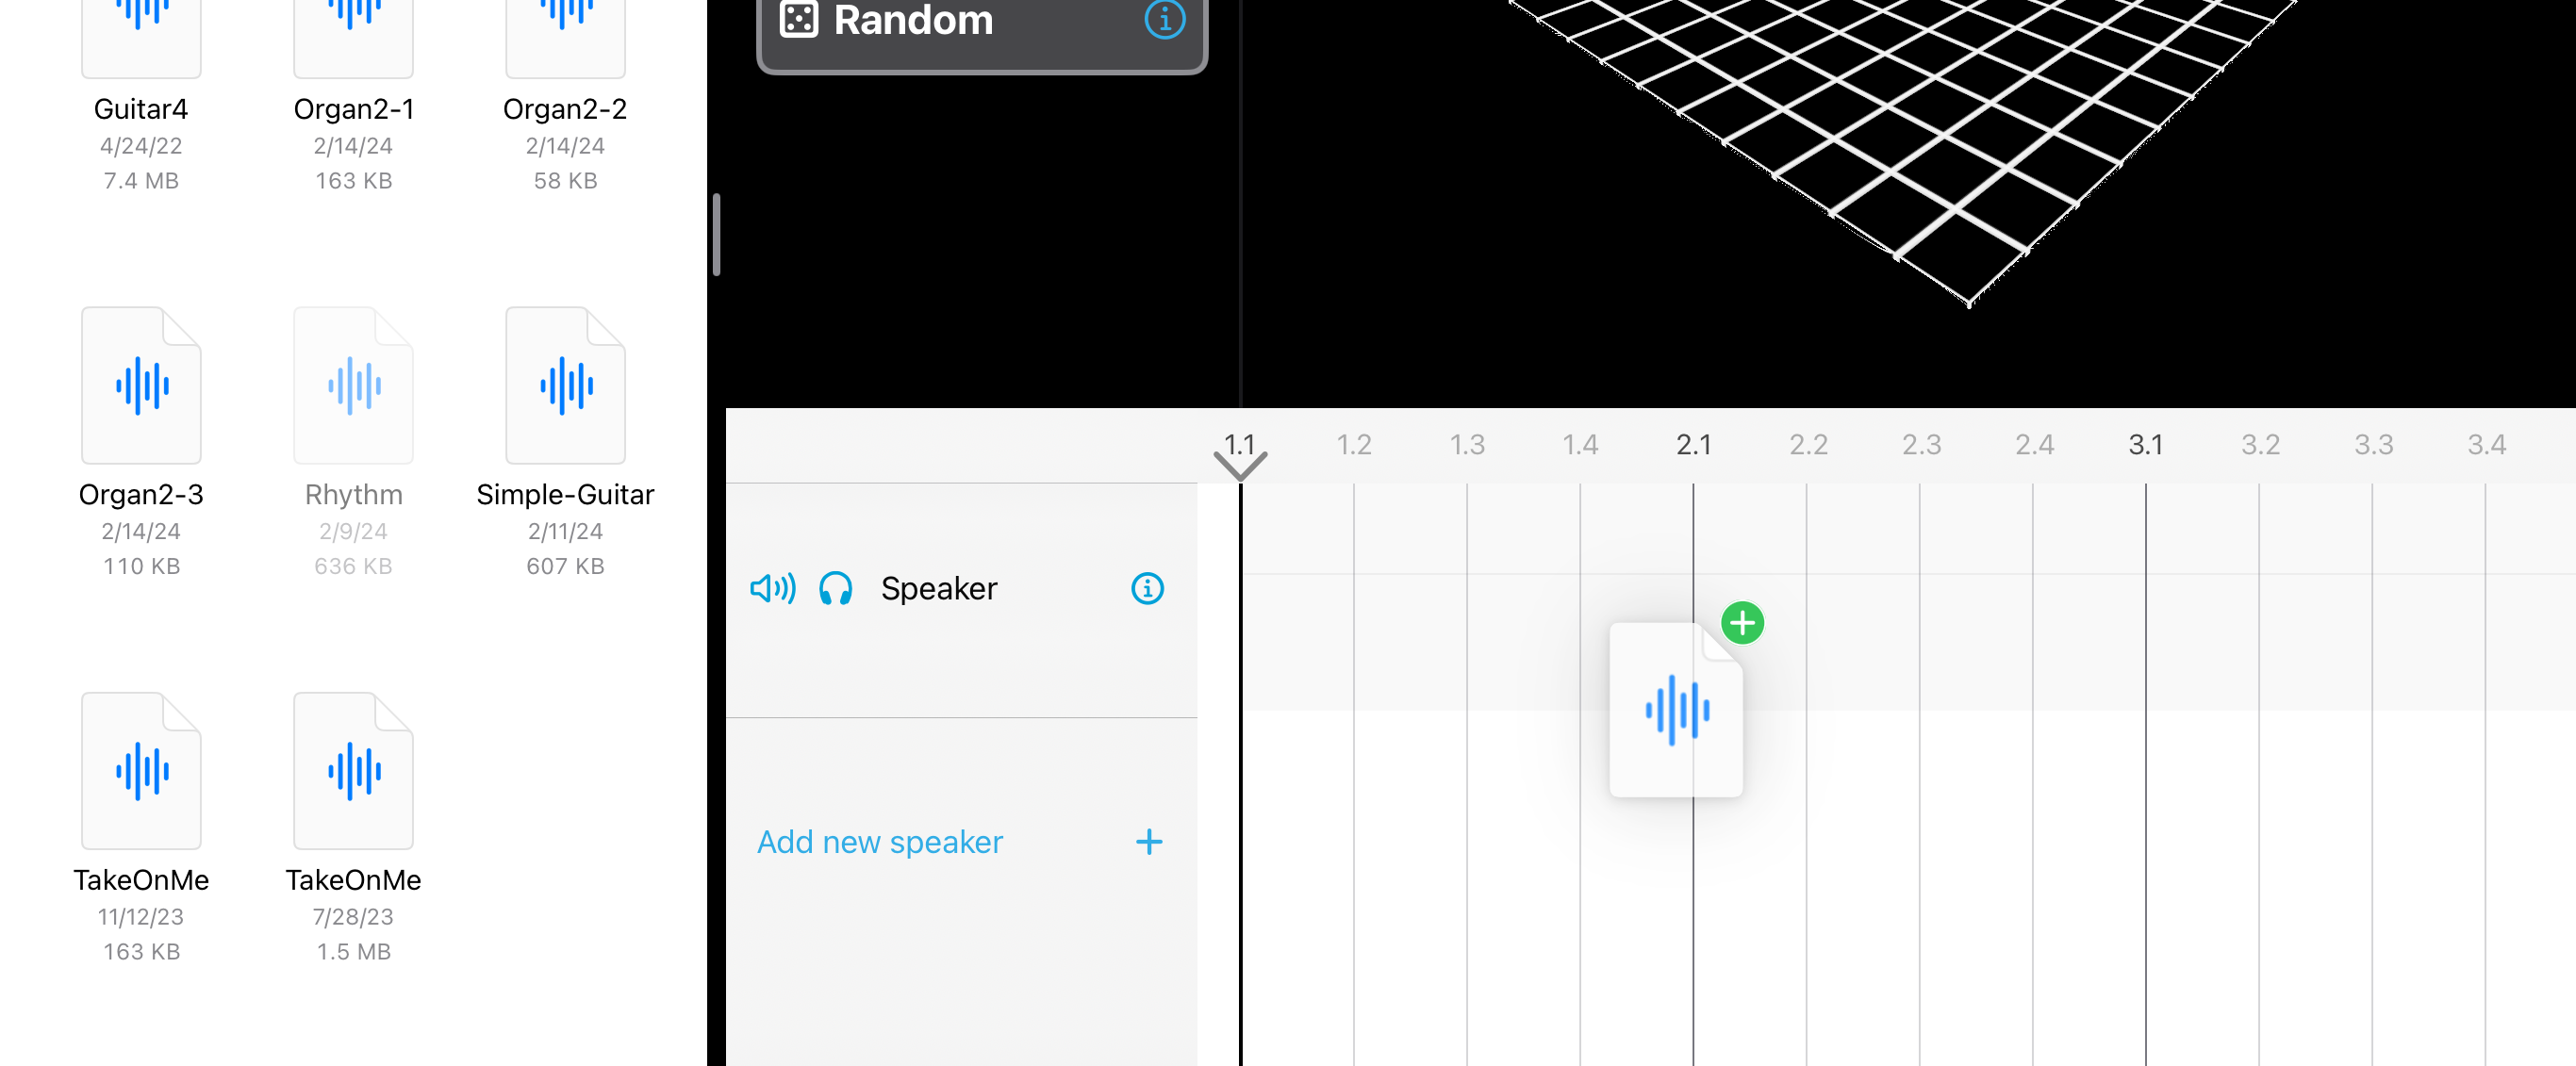 Guitar4
4/24/22
7.4 MB
Organ2-1
2/14/24
163 KB
Organ2-2
2/14/24
58 KB
Organ2-3
2/14/24
110 KB
Rhythm
2/9/24
636 KB
Simple-Guitar
2/11/24
607 KB
TakeOnMe
11/12/23
163 KB
TakeOnMe
7/28/23
1.5 MB
Random
1.1 1.2 1.3 1.4 2.1 2.2 2.3 2.4 3.1 3.2 3.3 3.4
Speaker
Add new speaker +